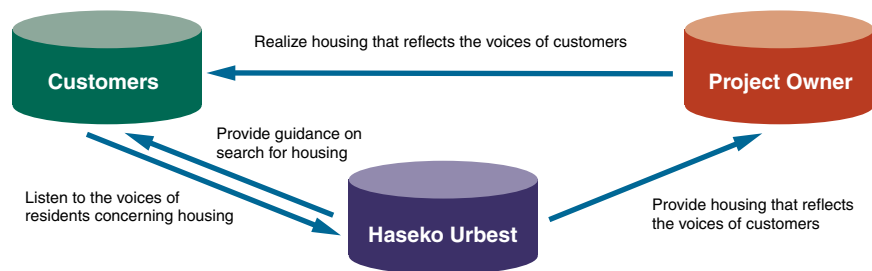 Realize housing that reflects the voices of customers
Customers
Project Owner
Provide guidance on
search for housing
Listen to the voices of
residents concerning housing
Haseko Urbest
Provide housing that reflects
the voices of customers